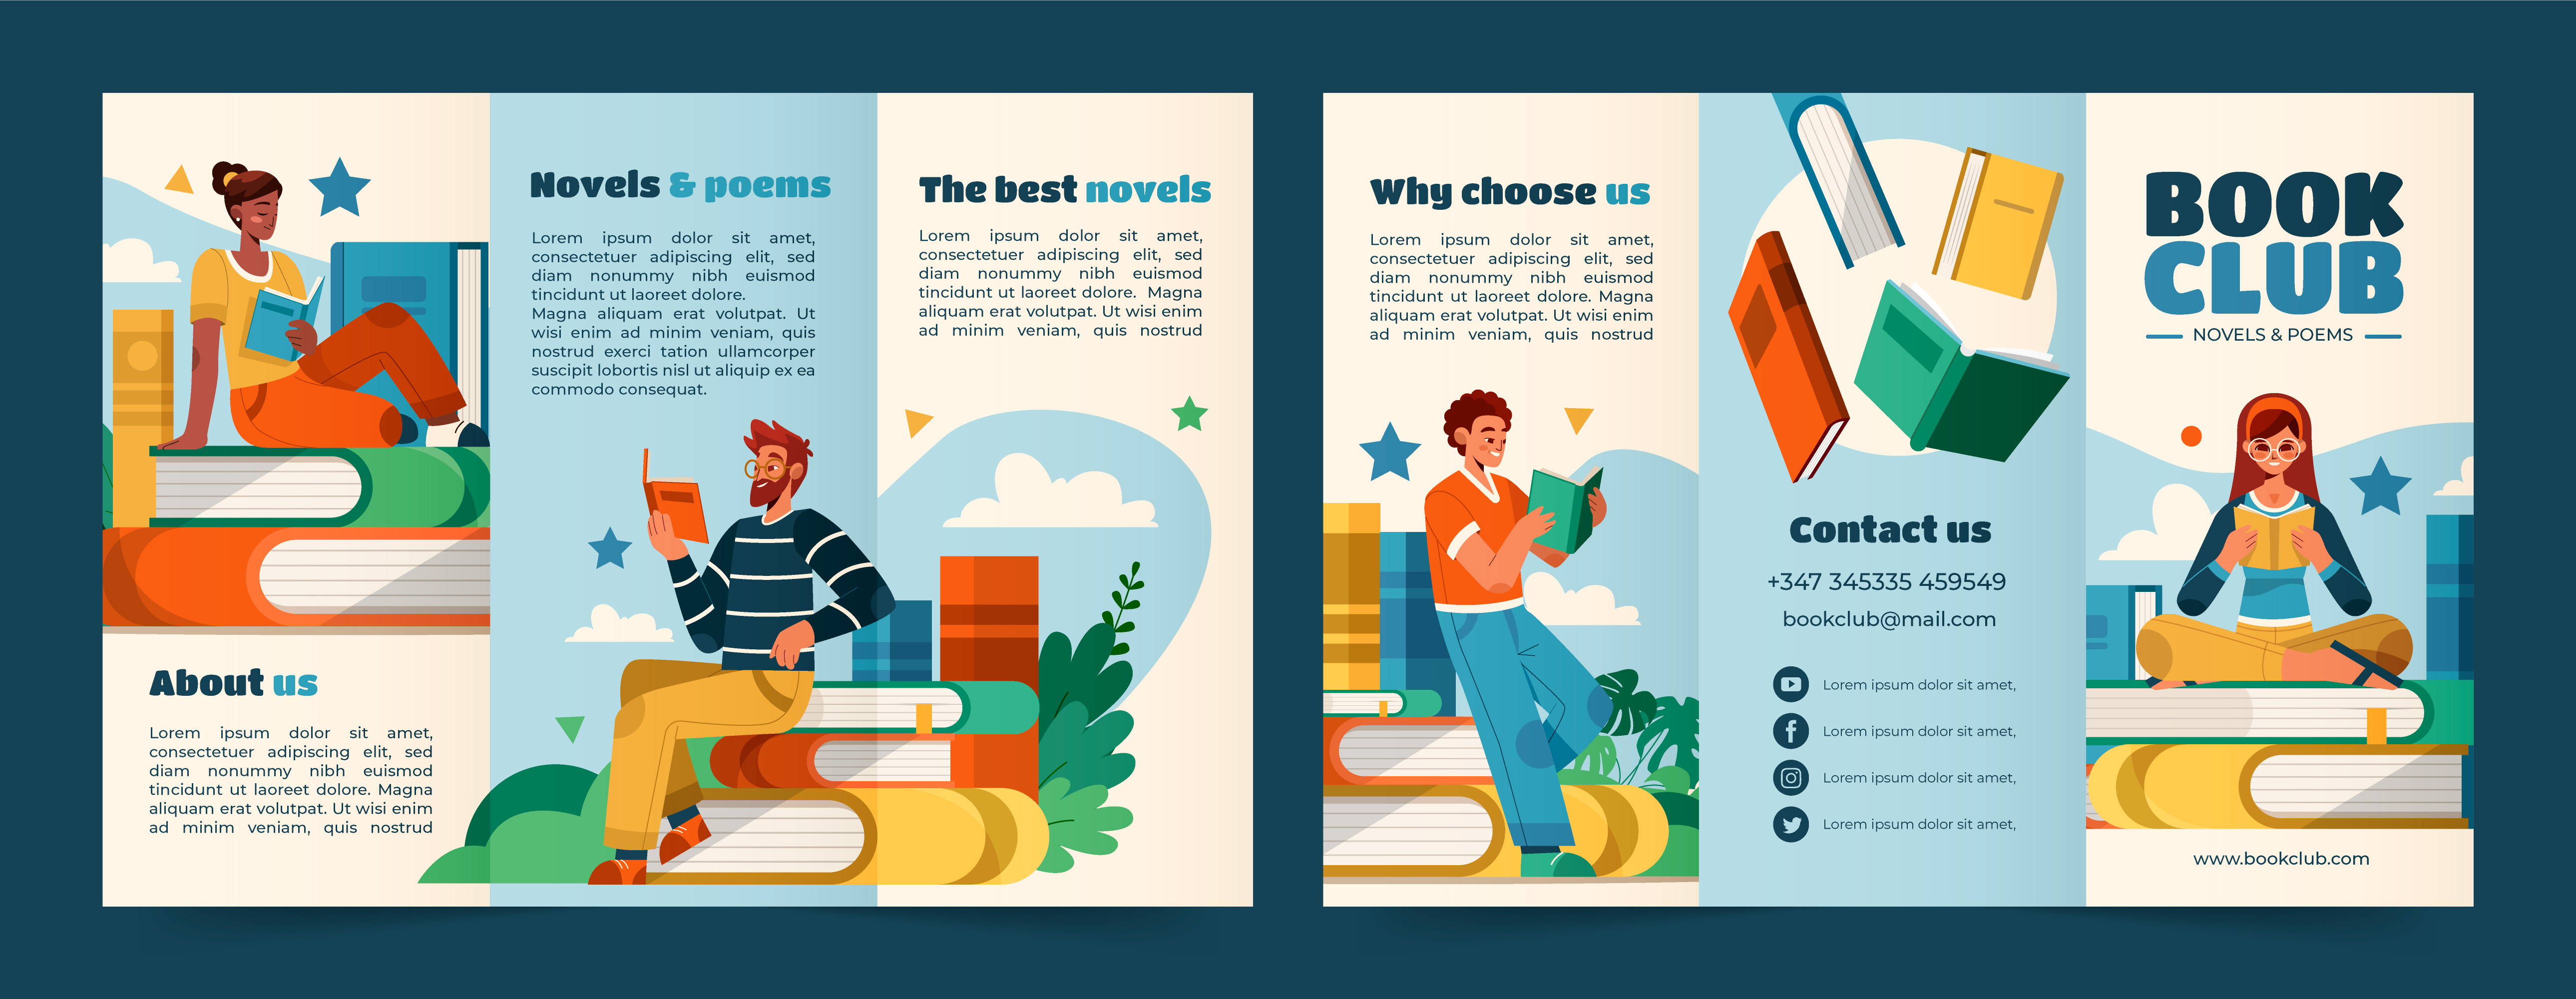 About us
Lorem ipsum dolor sit amet,
consectetuer adipiscing elit, sed
diam nonummy nibh euismod
tincidunt ut laoreet dolore. Magna
aliquam erat volutpat. Ut wisi enim
ad minim veniam, quis nostrud
Novels & poems
Lorem ipsum dolor sit amet,
consectetuer adipiscing elit, sed
diam nonummy nibh euismod
tincidunt ut laoreet dolore.
Magna aliquam erat volutpat. Ut
wisi enim ad minim veniam, quis
nostrud exerci tation ullamcorper
suscipit lobortis nisl ut aliquip ex ea
commodo consequat.
The best novels
Lorem ipsum dolor sit amet,
consectetuer adipiscing elit, sed
diam nonummy nibh euismod
tincidunt ut laoreet dolore. Magna
aliquam erat volutpat. Ut wisi enim
ad minim veniam, quis nostrud
Why choose us
Lorem ipsum dolor sit amet,
consectetuer adipiscing elit, sed
diam nonummy nibh euismod
tincidunt ut laoreet dolore. Magna
aliquam erat volutpat. Ut wisi enim
ad minim veniam, quis nostrud
Contact us
+347 345335 459549
bookclub@mail.com
Lorem ipsum dolor sit amet,
Lorem ipsum dolor sit amet,
Lorem ipsum dolor sit amet,
Lorem ipsum dolor sit amet,
BOOK
CLUB
NOVELS & POEMS
www.bookclub.com